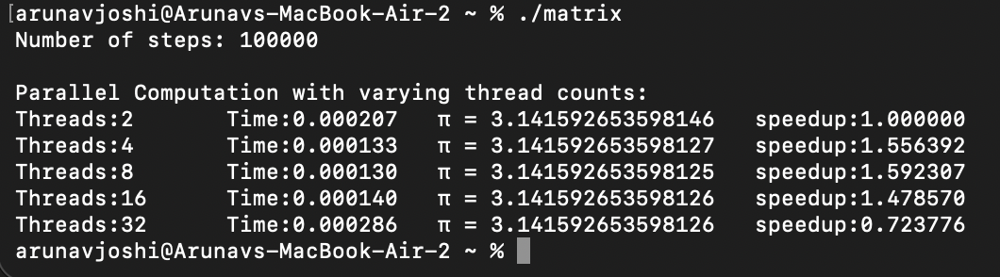 [arunavjoshi@Arunavs-MacBook-Air-2 ~ % ./matrix
Number of steps: 100000
Parallel Computation with varying thread counts:
Threads:2 Time:0.000207 π = 3.141592653598146 speedup:1.000000
Threads:4 Time:0.000133 π = 3.141592653598127 speedup:1.556392
Threads:8 Time:0.000130 π = 3.141592653598125 speedup:1.592307
Threads:16 Time:0.000140 π = 3.141592653598126 speedup:1.478570
Threads:32 Time:0.000286 π = 3.141592653598126 speedup:0.723776
arunavjoshi@Arunavs-MacBook-Air-2 ~ %